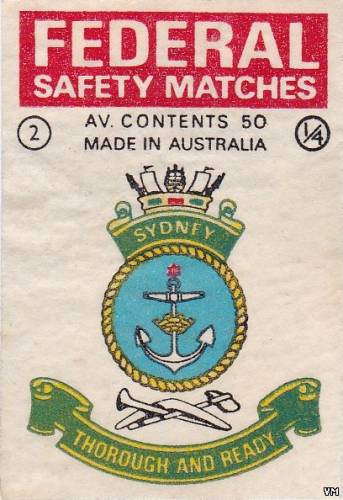 FEDERAL
SAFETY MATCHES
2 AV. CONTENTS 50 1/4
MADE IN AUSTRALIA
SYDNEY
THOROUGH AND READY
VM